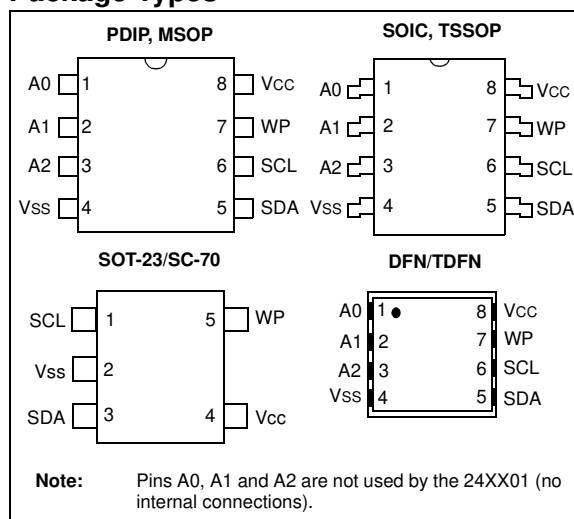 Package Types
PDIP, MSOP
A0 1 8 VCC
A1 2 7 WP
A2 3 6 SCL
VSS 4 5 SDA
SOIC, TSSOP
A0 1 8 VCC
A1 2 7 WP
A2 3 6 SCL
VSS 4 5 SDA
SOT-23/SC-70
SCL 1 5 WP
Vss 2
SDA 3 4 Vcc
DFN/TDFN
A0 1 8 VCC
A1 2 7 WP
A2 3 6 SCL
VSS 4 5 SDA
Note: Pins A0, A1 and A2 are not used by the 24XX01 (no
internal connections).